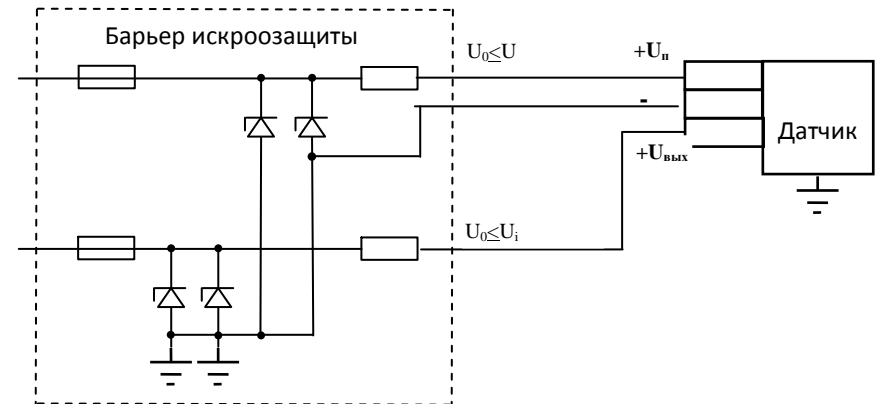 Барьер искроозащиты
U₀≤U
+Uп
-
Датчик
+Uвых
U₀≤Ui